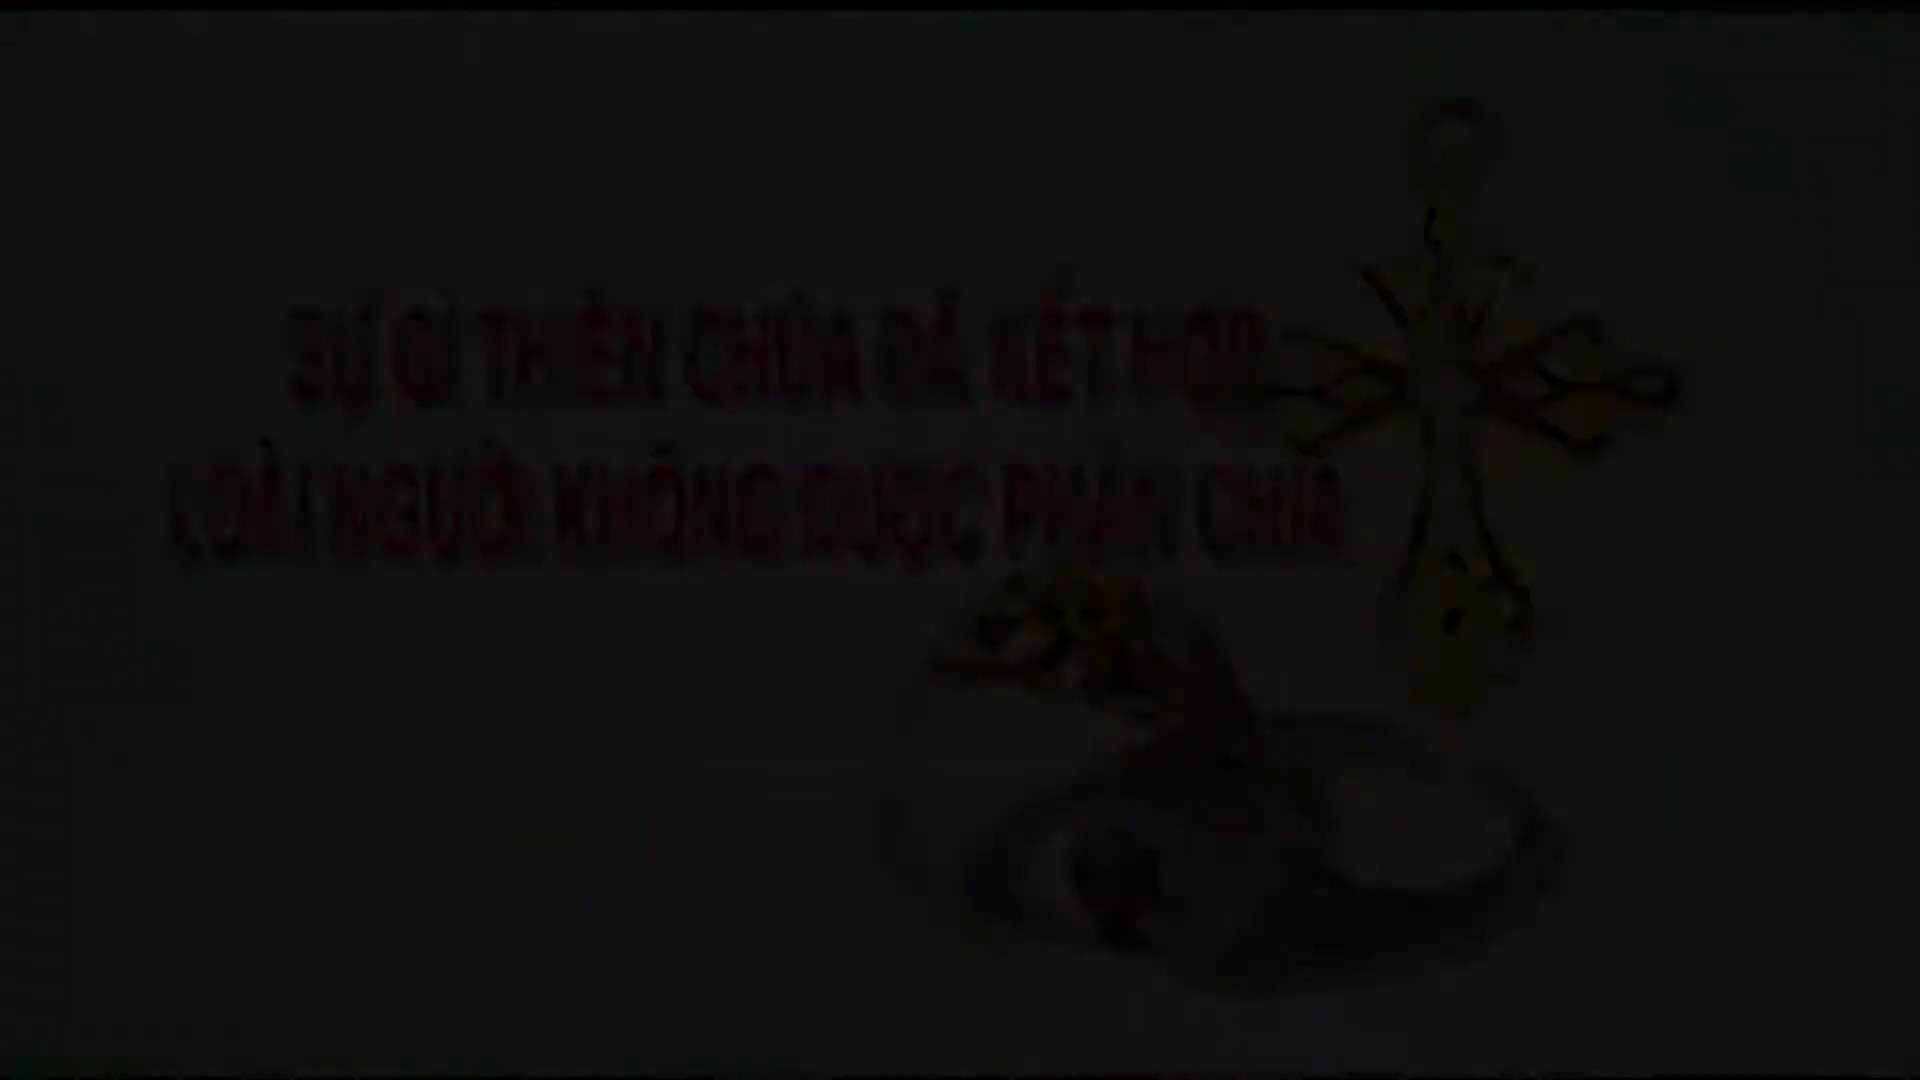 SỰ GÌ THIÊN CHÚA ĐÃ KẾT HỢP
LOÀI NGƯỜI KHÔNG ĐƯỢC PHÂN CHIA